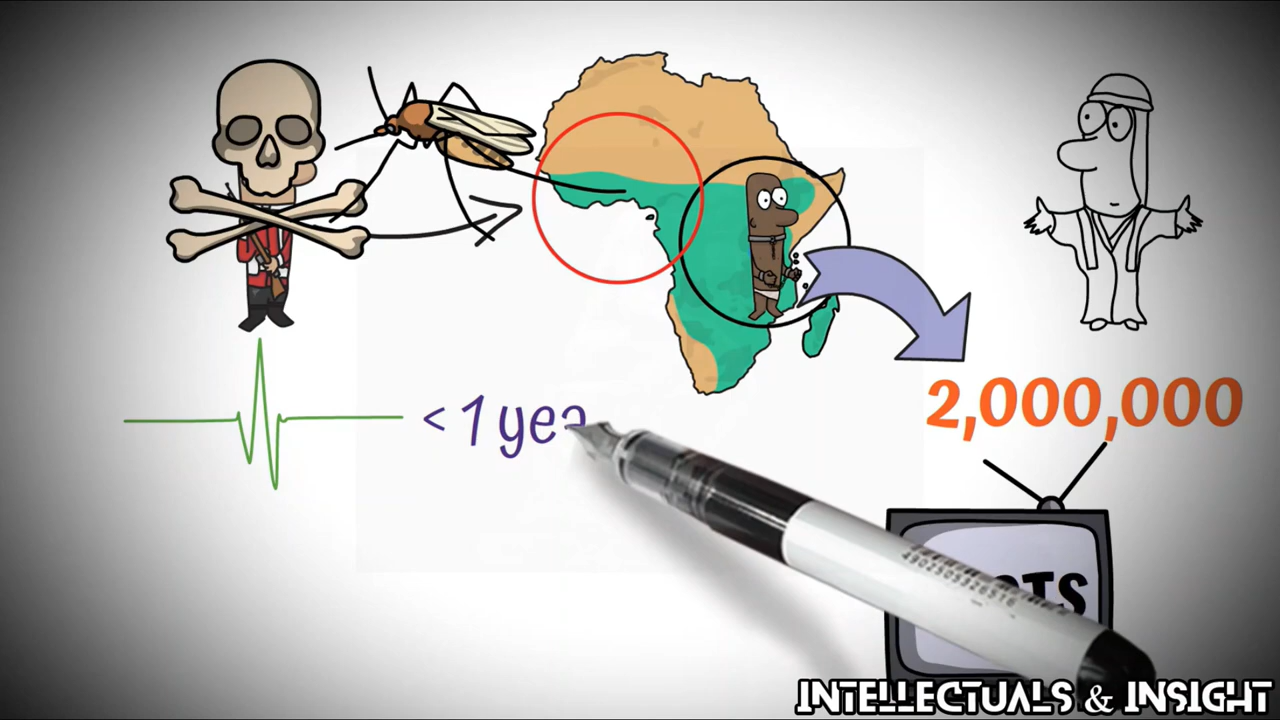 < 1 yea
2,000,000
INTELLECTUALS & INSIGHT